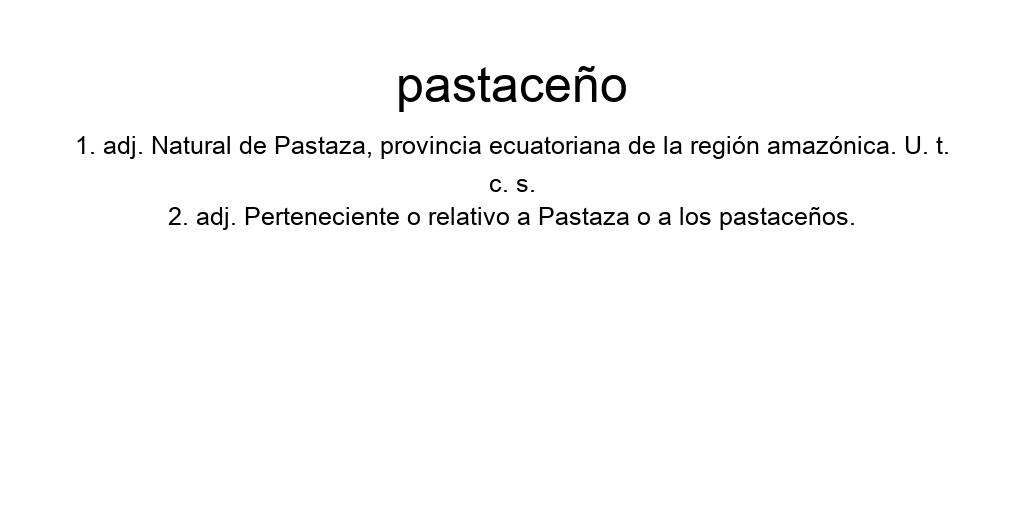 pastaceño
1. adj. Natural de Pastaza, provincia ecuatoriana de la región amazónica. U. t.
c. s.
2. adj. Perteneciente o relativo a Pastaza o a los pastaceños.